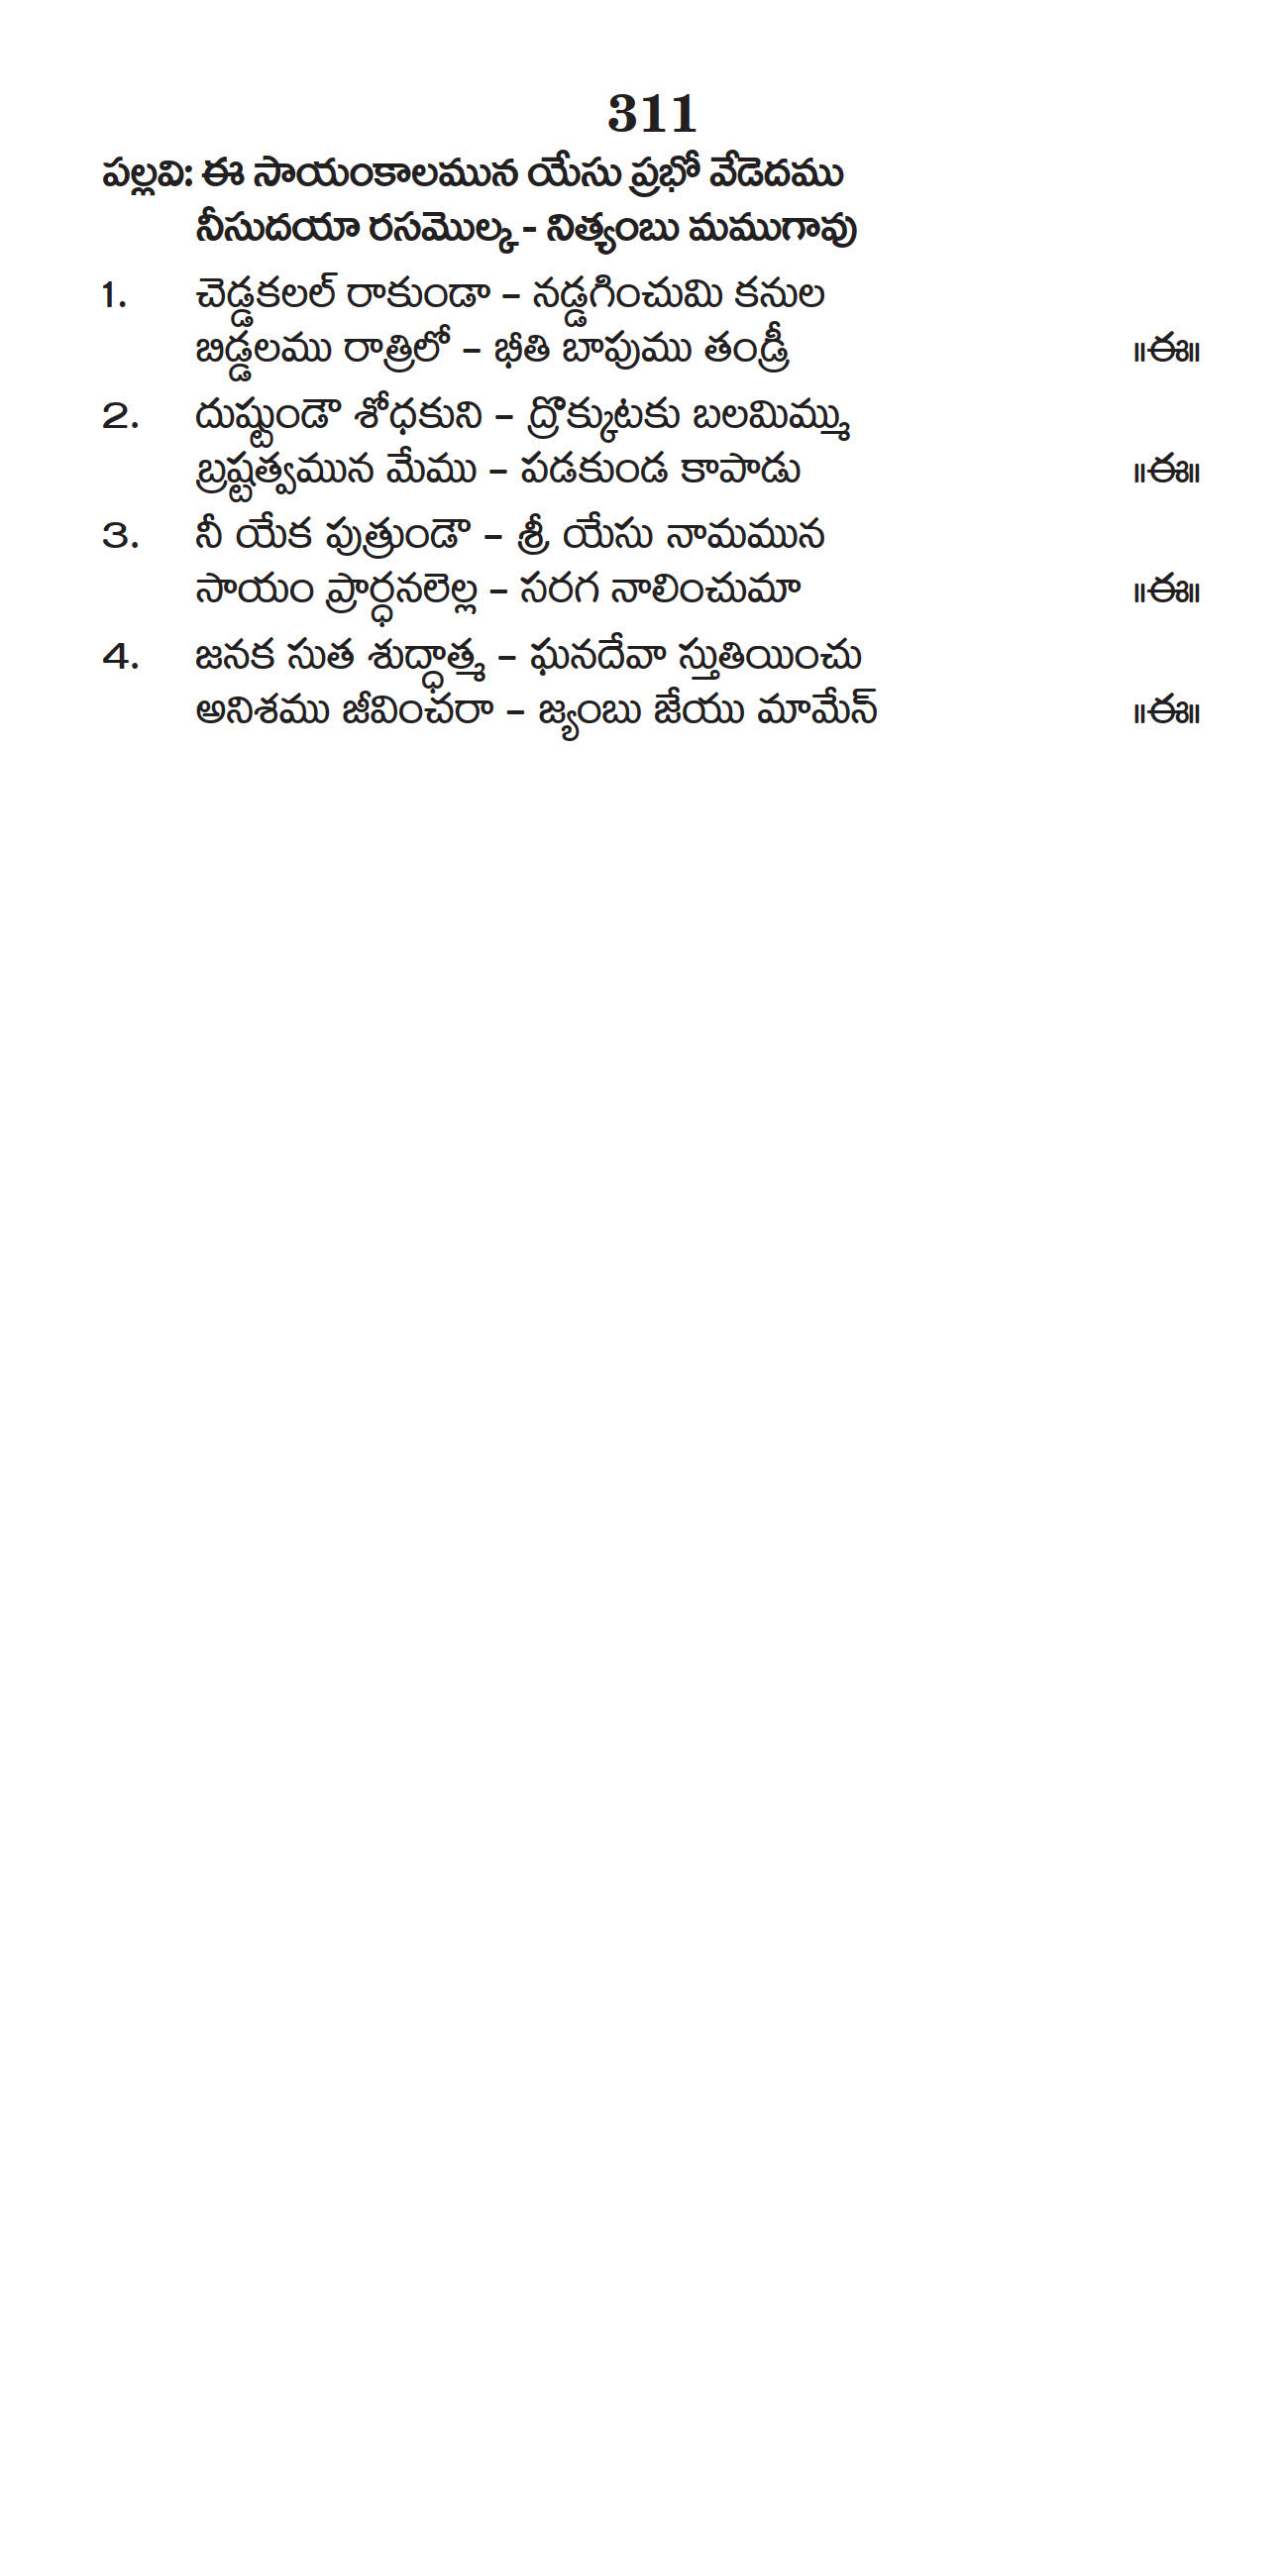 311
పల్లవి: ఈ సాయంకాలమున యేసు ప్రభో వేడెదము
నీసుదయా రసమొల్క - నిత్యంబు మముగావు
1. చెడ్డకలల్ రాకుండా – నడ్డగించుమి కనుల
బిడ్డలము రాత్రిలో – భీతి బాపుము తండ్రీ ॥ఈ॥
2. దుష్టుండౌ శోధకుని – ద్రొక్కుటకు బలమిమ్ము
బ్రష్టత్వమున మేము – పడకుండ కాపాడు ॥ఈ॥
3. నీ యేక పుత్రుండౌ – శ్రీ యేసు నామమున
సాయం ప్రార్ధనలెల్ల – సరగ నాలించుమా ॥ఈ॥
4. జనక సుత శుద్ధాత్మ – ఘనదేవా స్తుతియించు
అనిశము జీవించరా – జ్యంబు జేయు మామేన్ ॥ఈ॥